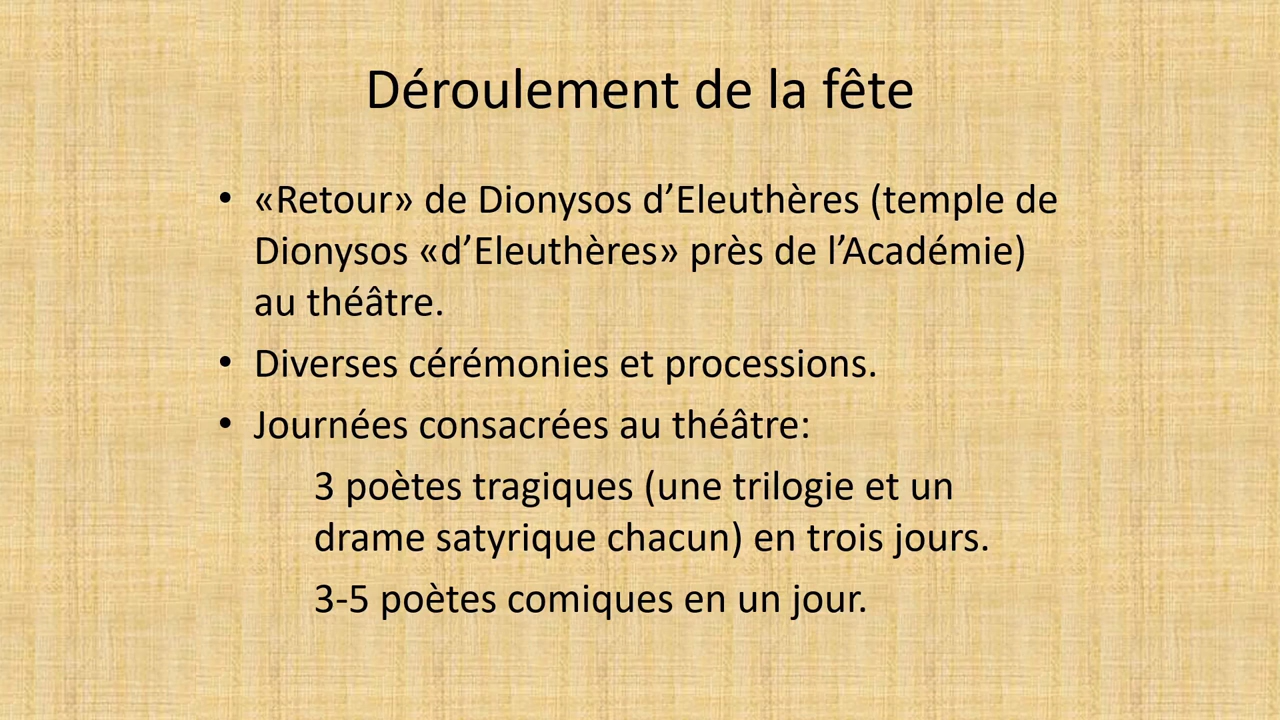 Déroulement de la fête
• «Retour» de Dionysos d’Eleuthères (temple de
Dionysos «d’Eleuthères» près de l’Académie)
au théâtre.
• Diverses cérémonies et processions.
• Journées consacrées au théâtre:
3 poètes tragiques (une trilogie et un
drame satyrique chacun) en trois jours.
3-5 poètes comiques en un jour.